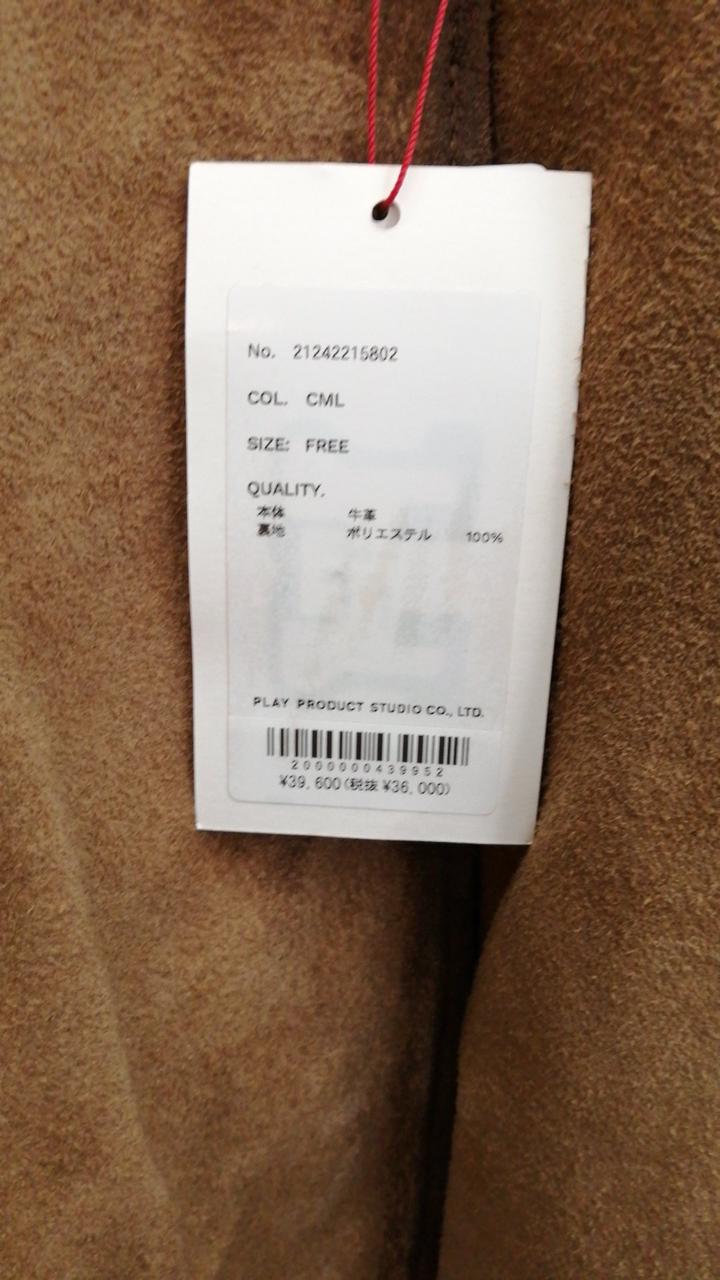 No. 21242215802
COL. CML
SIZE: FREE
QUALITY.
本体 牛革
裏地 ポリエステル 100%
PLAY PRODUCT STUDIO CO., LTD.
2000000439952
¥39,600(税抜 ¥36,000)